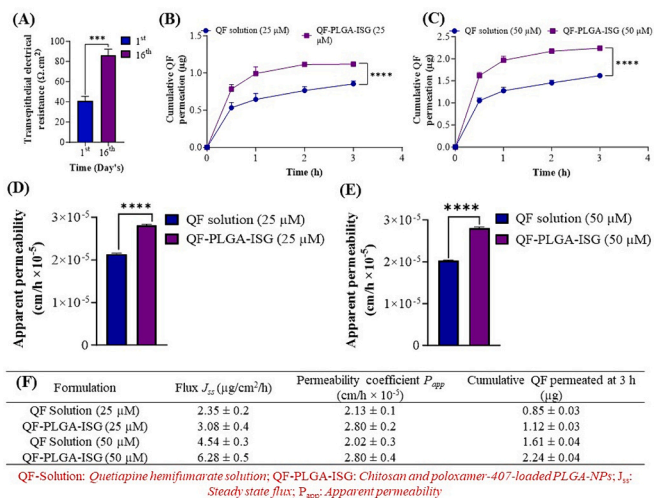 (A)
Transepithelial electrical
resistance (Ω.cm²)
100
80
60
40
20
0
***
1st
16th
1st 16th
Time (Day's)
(B)
QF solution (25 µM)
QF-PLGA-ISG (25
µM)
Cumulative QF
permeation (µg)
1.5
1.0
0.5
0.0
0 1 2 3 4
Time (h)
****
(C)
QF solution (50 µM)
QF-PLGA-ISG (50 µM)
Cumulative QF
permeation (µg)
2.5
2.0
1.5
1.0
0.5
0.0
0 1 2 3 4
Time (h)
****
(D)
Apparent permeability
(cm/h ×10⁻⁵)
3×10⁻⁵
2×10⁻⁵
1×10⁻⁵
****
QF solution (25 µM)
QF-PLGA-ISG (25 µM)
(E)
Apparent permeability
(cm/h ×10⁻⁵)
3×10⁻⁵
2×10⁻⁵
1×10⁻⁵
****
QF solution (50 µM)
QF-PLGA-ISG (50 µM)
(F)
Formulation Flux Jss (µg/cm2/h) Permeability coefficient Papp (cm/h ×10⁻⁵) Cumulative QF permeated at 3 h (µg)
QF Solution (25 µM) 2.35 ± 0.2 2.13 ± 0.1 0.85 ± 0.03
QF-PLGA-ISG (25 µM) 3.08 ± 0.4 2.80 ± 0.2 1.12 ± 0.03
QF Solution (50 µM) 4.54 ± 0.3 2.02 ± 0.3 1.61 ± 0.04
QF-PLGA-ISG (50 µM) 6.28 ± 0.5 2.80 ± 0.4 2.24 ± 0.04
QF-Solution: Quetiapine hemifumarate solution; QF-PLGA-ISG: Chitosan and poloxamer-407-loaded PLGA-NPs; Jss:
Steady state flux; Papp: Apparent permeability